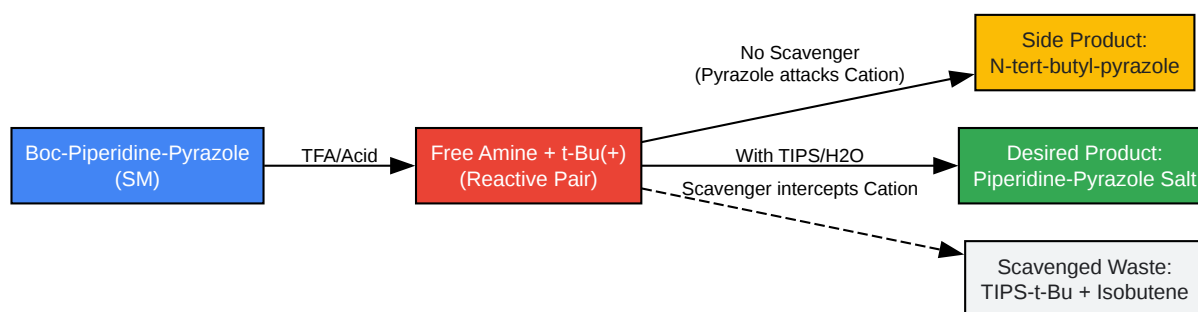 No Scavenger
(Pyrazole attacks Cation)
Side Product:
N-tert-butyl-pyrazole
Boc-Piperidine-Pyrazole
(SM)
TFA/Acid
Free Amine + t-Bu(+)
(Reactive Pair)
With TIPS/H2O
Desired Product:
Piperidine-Pyrazole Salt
Scavenger intercepts Cation
Scavenged Waste:
TIPS-t-Bu + Isobutene